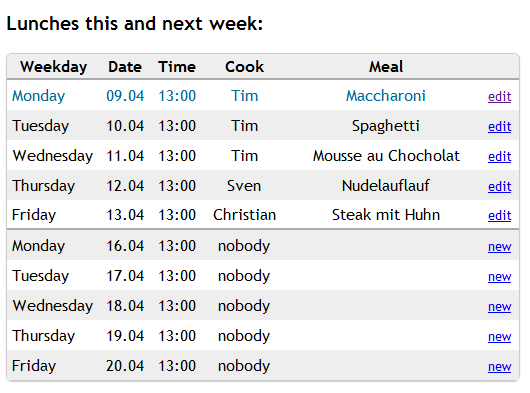 Lunches this and next week:
Weekday Date Time Cook Meal
Monday 09.04 13:00 Tim Maccharoni edit
Tuesday 10.04 13:00 Tim Spaghetti edit
Wednesday 11.04 13:00 Tim Mousse au Chocholat edit
Thursday 12.04 13:00 Sven Nudelauflauf edit
Friday 13.04 13:00 Christian Steak mit Huhn edit
Monday 16.04 13:00 nobody new
Tuesday 17.04 13:00 nobody new
Wednesday 18.04 13:00 nobody new
Thursday 19.04 13:00 nobody new
Friday 20.04 13:00 nobody new